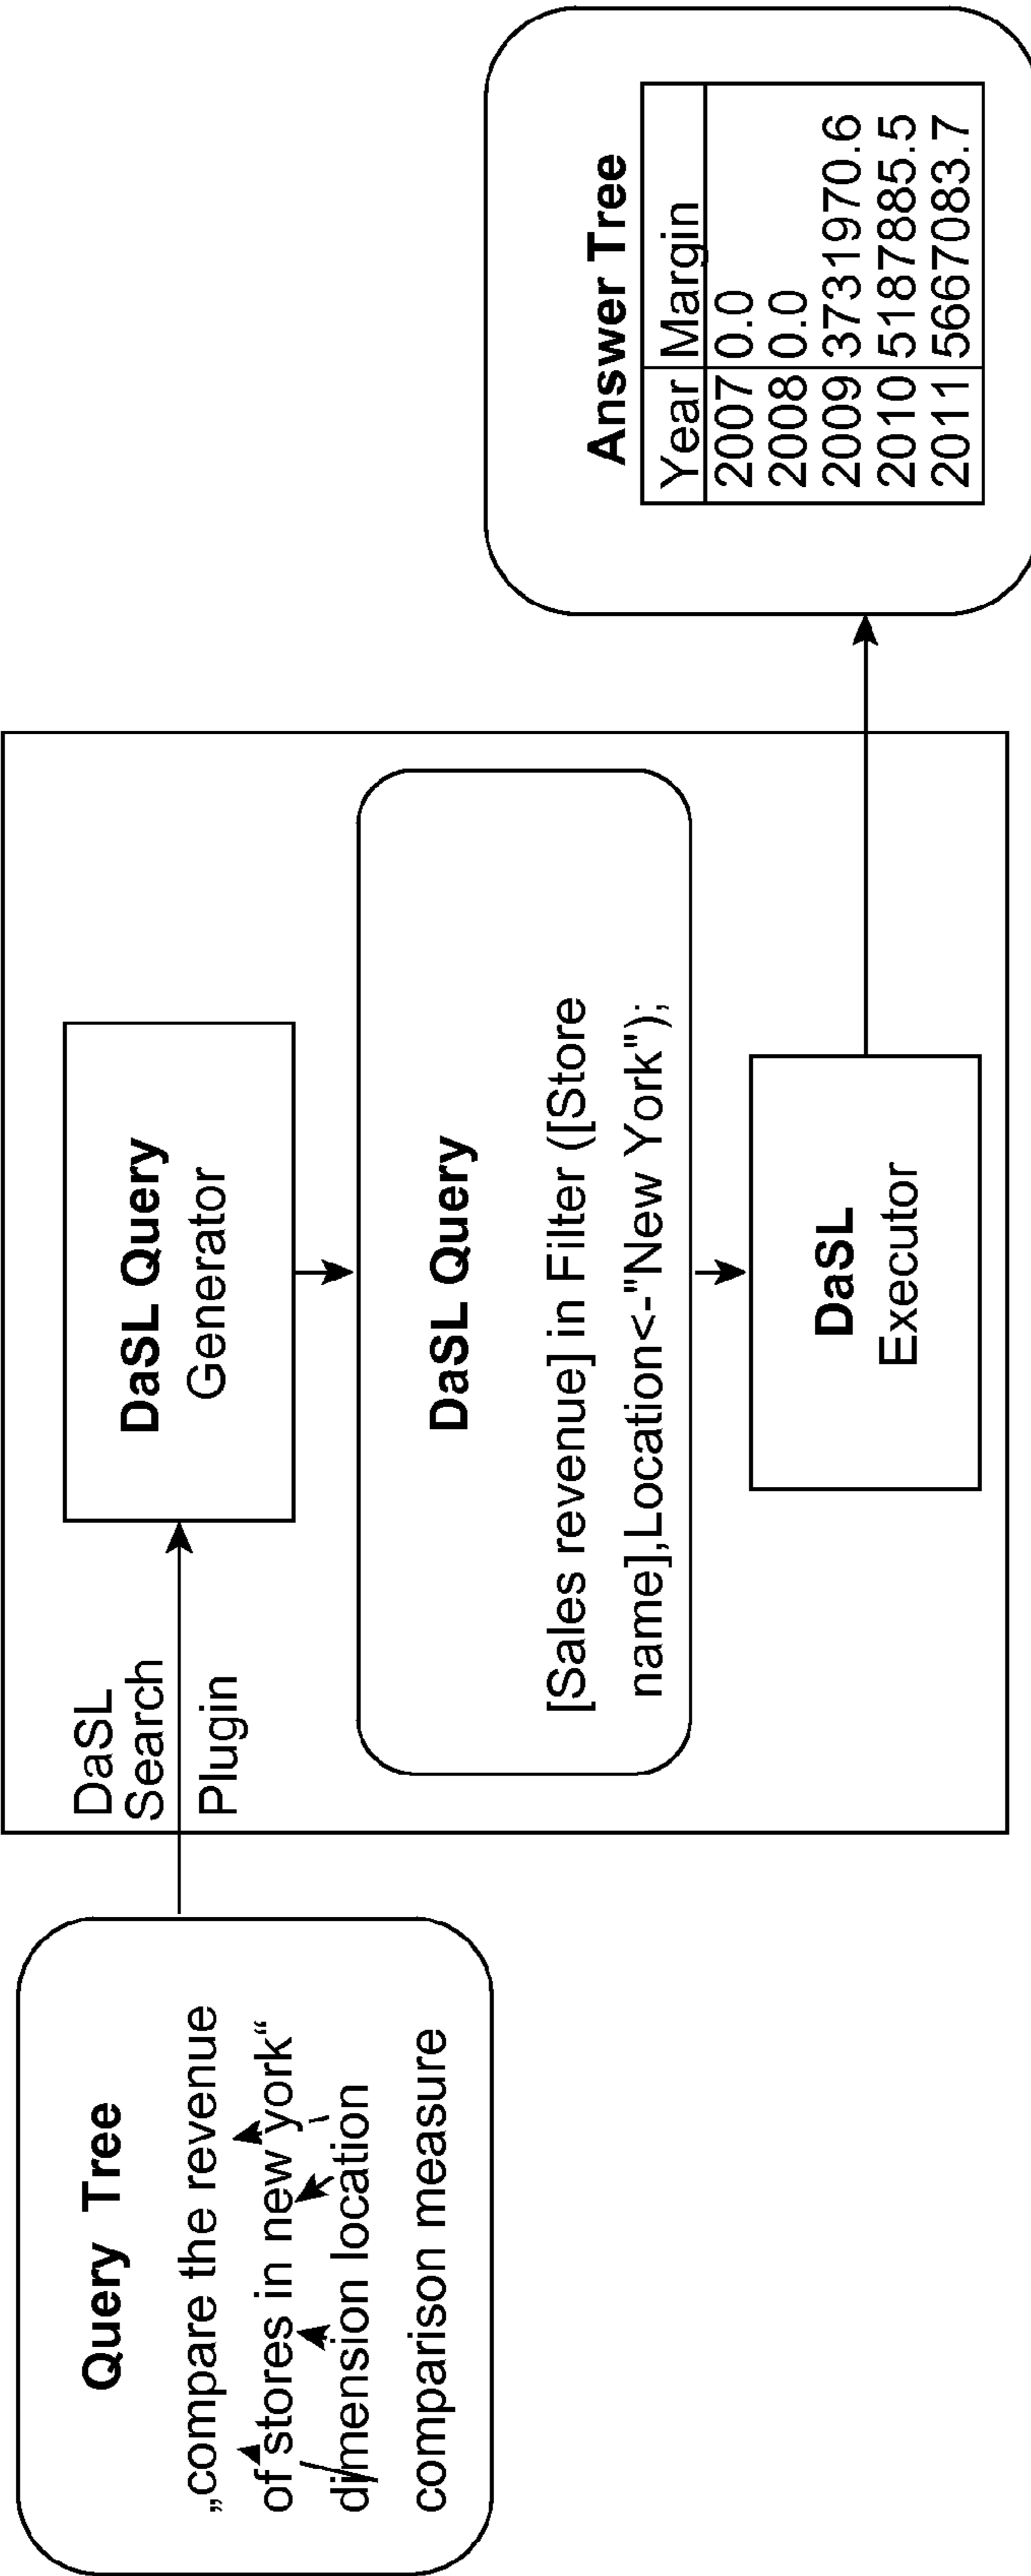 Query Tree
„compare the revenue
of stores in new york“
dimension location
comparison measure
DaSL
Search
Plugin
DaSL Query
Generator
DaSL Query
[Sales revenue] in Filter ([Store
name],Location<-"New York");
DaSL
Executor
Answer Tree
Year Margin
2007 0.0
2008 0.0
2009 3731970.6
2010 5187885.5
2011 5667083.7